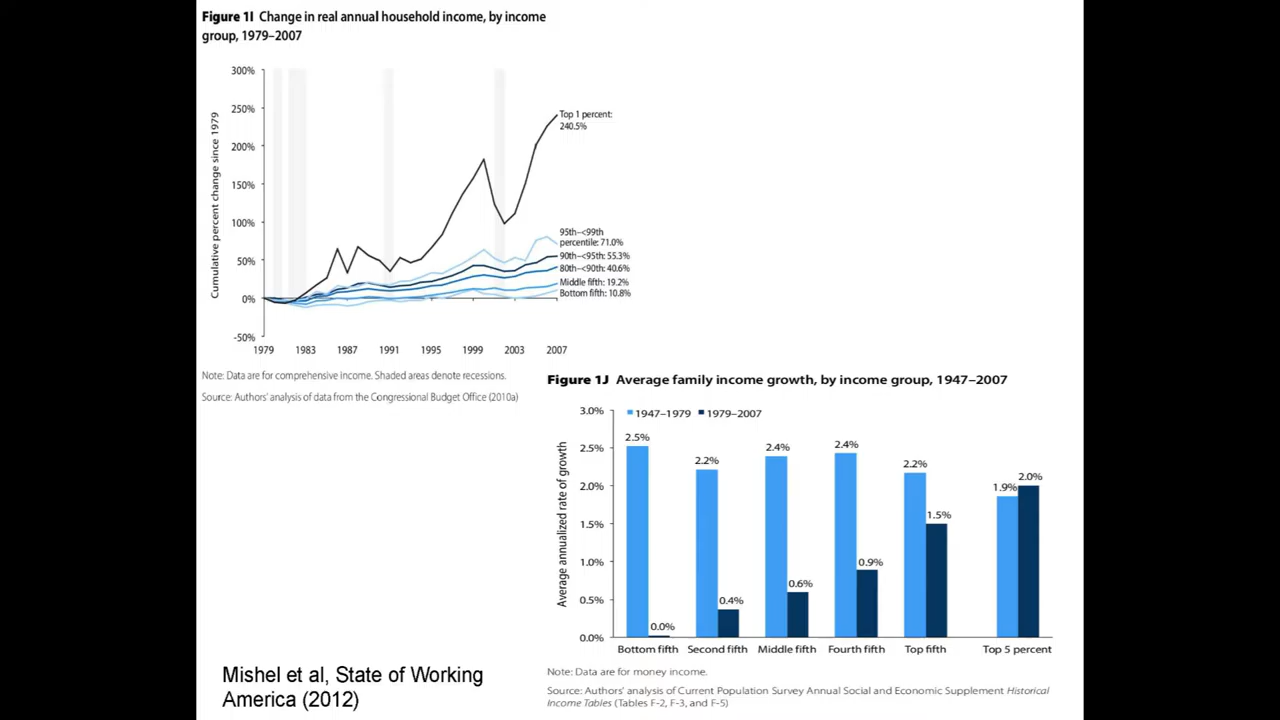 Figure 1I Change in real annual household income, by income
group, 1979–2007
300%
250%
200%
150%
100%
50%
0%
-50%
Cumulative percent change since 1979
Top 1 percent:
240.5%
95th–<99th
percentile: 71.0%
90th–<95th: 55.3%
80th–<90th: 40.6%
Middle fifth: 19.2%
Bottom fifth: 10.8%
1979 1983 1987 1991 1995 1999 2003 2007
Note: Data are for comprehensive income. Shaded areas denote recessions.
Source: Authors' analysis of data from the Congressional Budget Office (2010a)
Figure 1J Average family income growth, by income group, 1947–2007
3.0%
2.5%
2.0%
1.5%
1.0%
0.5%
0.0%
Average annualized rate of growth
1947–1979 1979–2007
2.5% 0.0%
2.2% 0.4%
2.4% 0.6%
2.4% 0.9%
2.2% 1.5%
1.9% 2.0%
Bottom fifth Second fifth Middle fifth Fourth fifth Top fifth Top 5 percent
Note: Data are for money income.
Source: Authors' analysis of Current Population Survey Annual Social and Economic Supplement Historical
Income Tables (Tables F-2, F-3, and F-5)
Mishel et al, State of Working
America (2012)